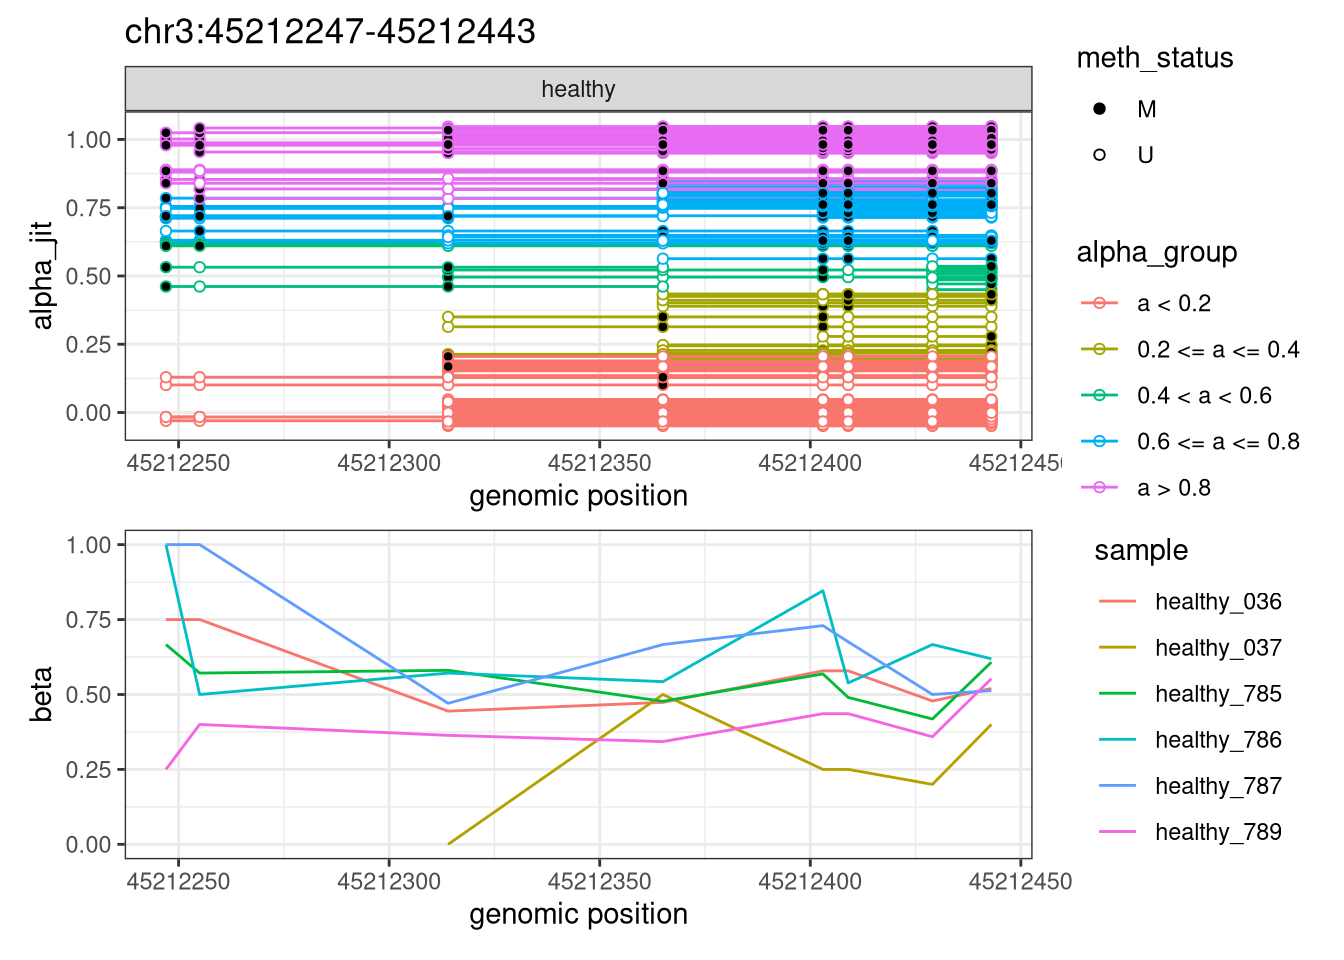 chr3:45212247-45212443
healthy
alpha_jit
1.00
0.75
0.50
0.25
0.00
45212250 45212300 45212350 45212400 4521245
genomic position
meth_status
M
U
alpha_group
a < 0.2
0.2 <= a <= 0.4
0.4 < a < 0.6
0.6 <= a <= 0.8
a > 0.8
beta
1.00
0.75
0.50
0.25
0.00
45212250 45212300 45212350 45212400 45212450
genomic position
sample
healthy_036
healthy_037
healthy_785
healthy_786
healthy_787
healthy_789